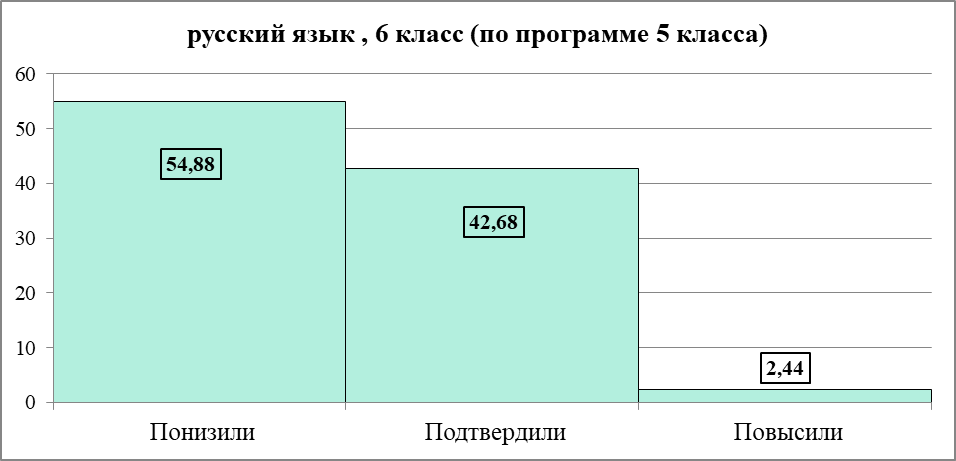 русский язык , 6 класс (по программе 5 класса)
60
50
40
30
20
10
0
54,88
42,68
2,44
Понизили
Подтвердили
Повысили